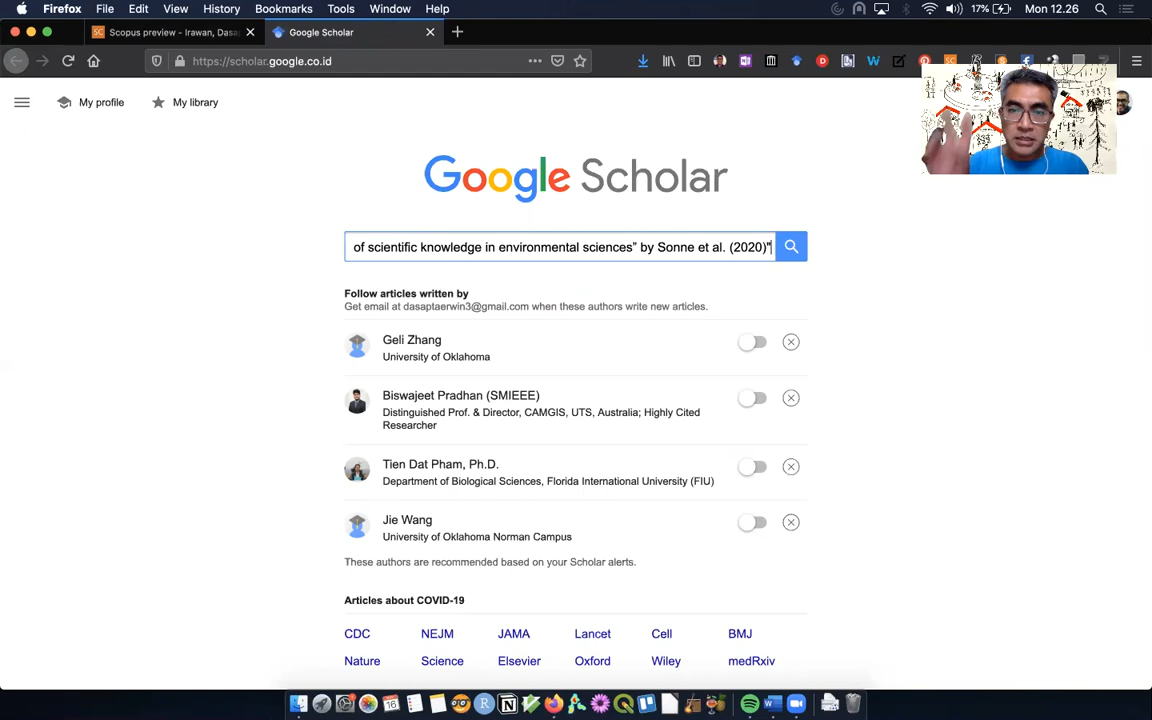 Firefox File Edit View History Bookmarks Tools Window Help 17% Mon 12.26
Scopus preview - Irawan, Dasap
Google Scholar
https://scholar.google.co.id
My profile My library
Google Scholar
of scientific knowledge in environmental sciences” by Sonne et al. (2020)"
Follow articles written by
Get email at dasaptaerwin3@gmail.com when these authors write new articles.
Geli Zhang
University of Oklahoma
Biswajeet Pradhan (SMIEEE)
Distinguished Prof. & Director, CAMGIS, UTS, Australia; Highly Cited
Researcher
Tien Dat Pham, Ph.D.
Department of Biological Sciences, Florida International University (FIU)
Jie Wang
University of Oklahoma Norman Campus
These authors are recommended based on your Scholar alerts.
Articles about COVID-19
CDC NEJM JAMA Lancet Cell BMJ
Nature Science Elsevier Oxford Wiley medRxiv